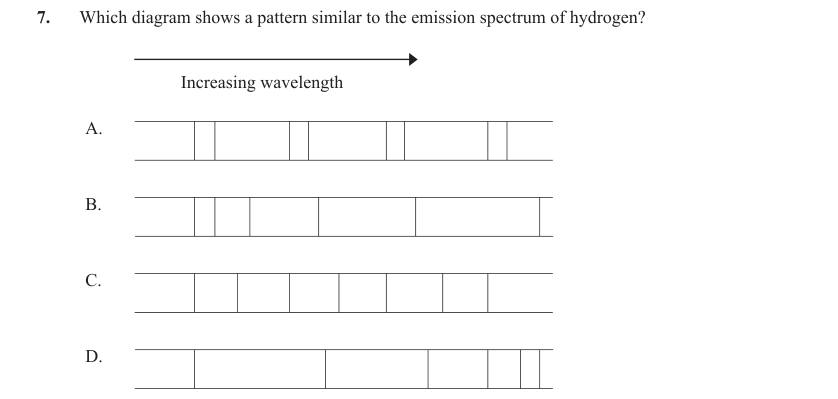 7. Which diagram shows a pattern similar to the emission spectrum of hydrogen?
Increasing wavelength
A.
B.
C.
D.